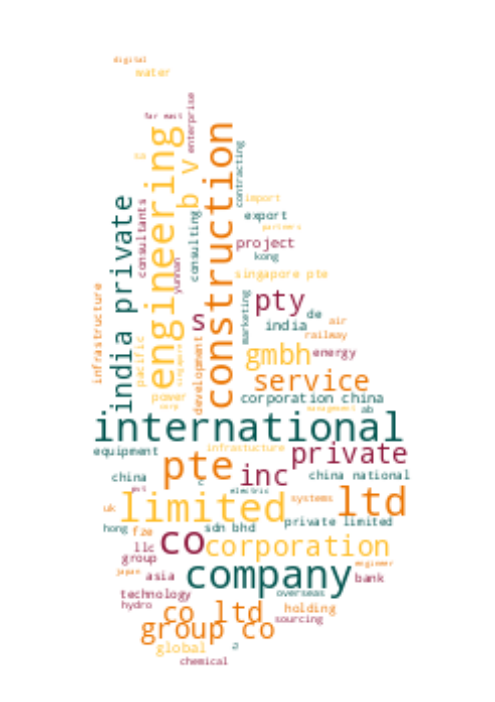 digital
water
far east
enterprise
sa
engineering
b v
construction
contracting
india private
consultants
consulting
import
export
partners
project
kong
yunnan
singapore pte
infrastructure
pacific
singapore
s
development
marketing
pty
de
india
air
railway
gmbh
energy
power
corp
service
corporation china
management
ab
international
equipment
infrastucture
private
pte
inc
china
c
china national
electric
limited
systems
ltd
uk
hong
fze
sdn bhd
private limited
co
corporation
llc
group
japan
asia
company
engineer
bank
technology
overseas
hydro
co ltd
holding
sourcing
group co
global
a
chemical